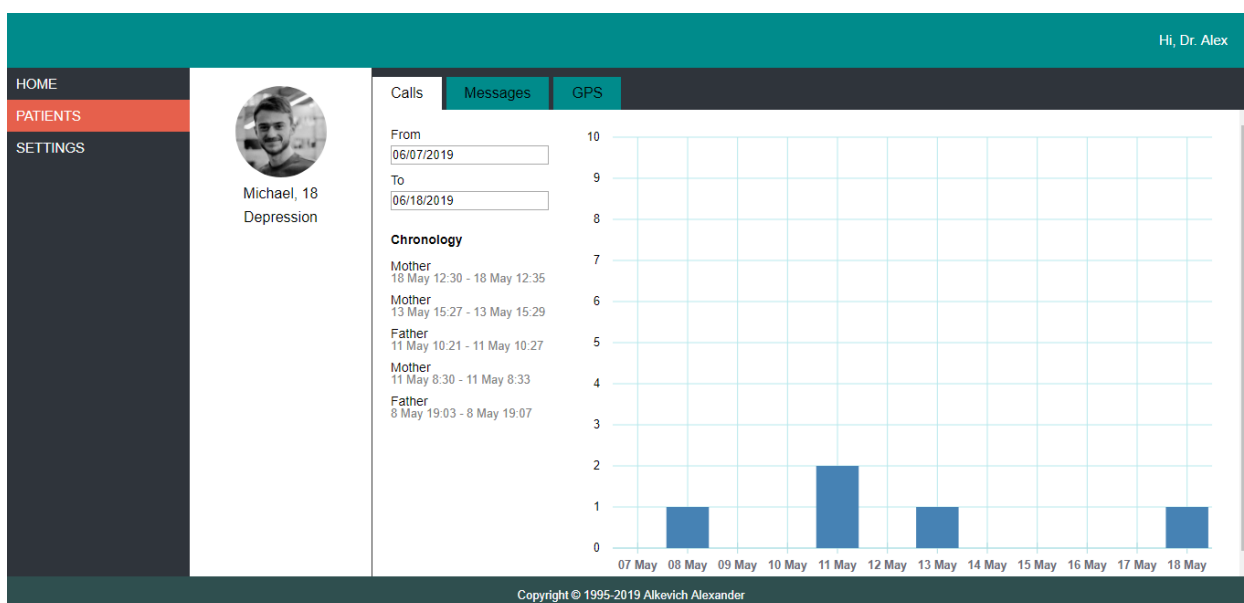 Hi, Dr. Alex
HOME
PATIENTS
SETTINGS
Michael, 18
Depression
Calls
Messages
GPS
From
06/07/2019
To
06/18/2019
Chronology
Mother
18 May 12:30 - 18 May 12:35
Mother
13 May 15:27 - 13 May 15:29
Father
11 May 10:21 - 11 May 10:27
Mother
11 May 8:30 - 11 May 8:33
Father
8 May 19:03 - 8 May 19:07
10
9
8
7
6
5
4
3
2
1
0
07 May 08 May 09 May 10 May 11 May 12 May 13 May 14 May 15 May 16 May 17 May 18 May
Copyright © 1995-2019 Alkevich Alexander